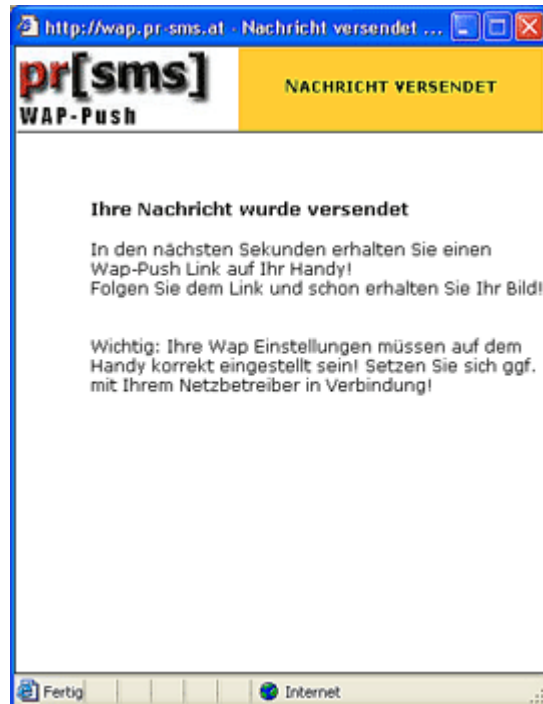 http://wap.pr-sms.at - Nachricht versendet ...
pr[sms]
WAP-Push
NACHRICHT VERSENDET
Ihre Nachricht wurde versendet
In den nächsten Sekunden erhalten Sie einen
Wap-Push Link auf Ihr Handy!
Folgen Sie dem Link und schon erhalten Sie Ihr Bild!
Wichtig: Ihre Wap Einstellungen müssen auf dem
Handy korrekt eingestellt sein! Setzen Sie sich ggf.
mit Ihrem Netzbetreiber in Verbindung!
Fertig
Internet